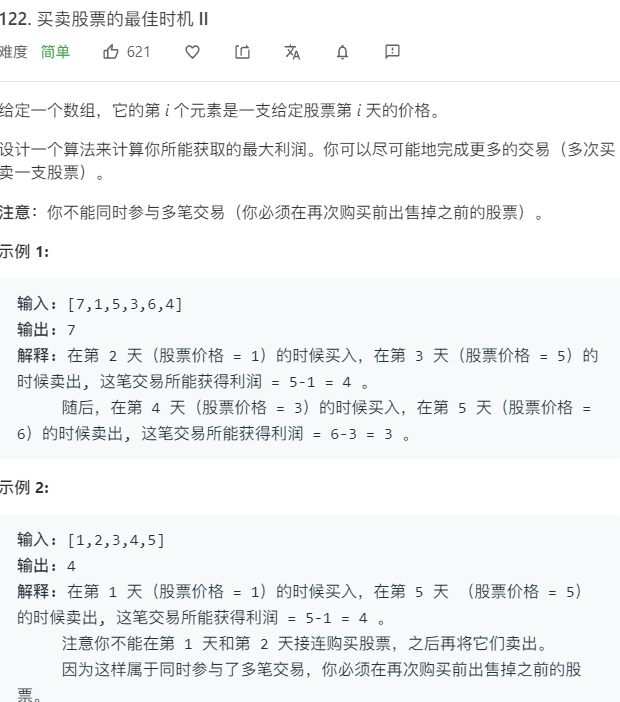 122. 买卖股票的最佳时机 II
难度 简单 621
给定一个数组，它的第 i 个元素是一支给定股票第 i 天的价格。
设计一个算法来计算你所能获取的最大利润。你可以尽可能地完成更多的交易（多次买
卖一支股票）。
注意：你不能同时参与多笔交易（你必须在再次购买前出售掉之前的股票）。
示例 1:
输入: [7,1,5,3,6,4]
输出: 7
解释: 在第 2 天（股票价格 = 1）的时候买入，在第 3 天（股票价格 = 5）的
时候卖出, 这笔交易所能获得利润 = 5-1 = 4 。
随后，在第 4 天（股票价格 = 3）的时候买入，在第 5 天（股票价格 =
6）的时候卖出, 这笔交易所能获得利润 = 6-3 = 3 。
示例 2:
输入: [1,2,3,4,5]
输出: 4
解释: 在第 1 天（股票价格 = 1）的时候买入，在第 5 天 （股票价格 = 5）
的时候卖出, 这笔交易所能获得利润 = 5-1 = 4 。
注意你不能在第 1 天和第 2 天接连购买股票，之后再将它们卖出。
因为这样属于同时参与了多笔交易，你必须在再次购买前出售掉之前的股
票。